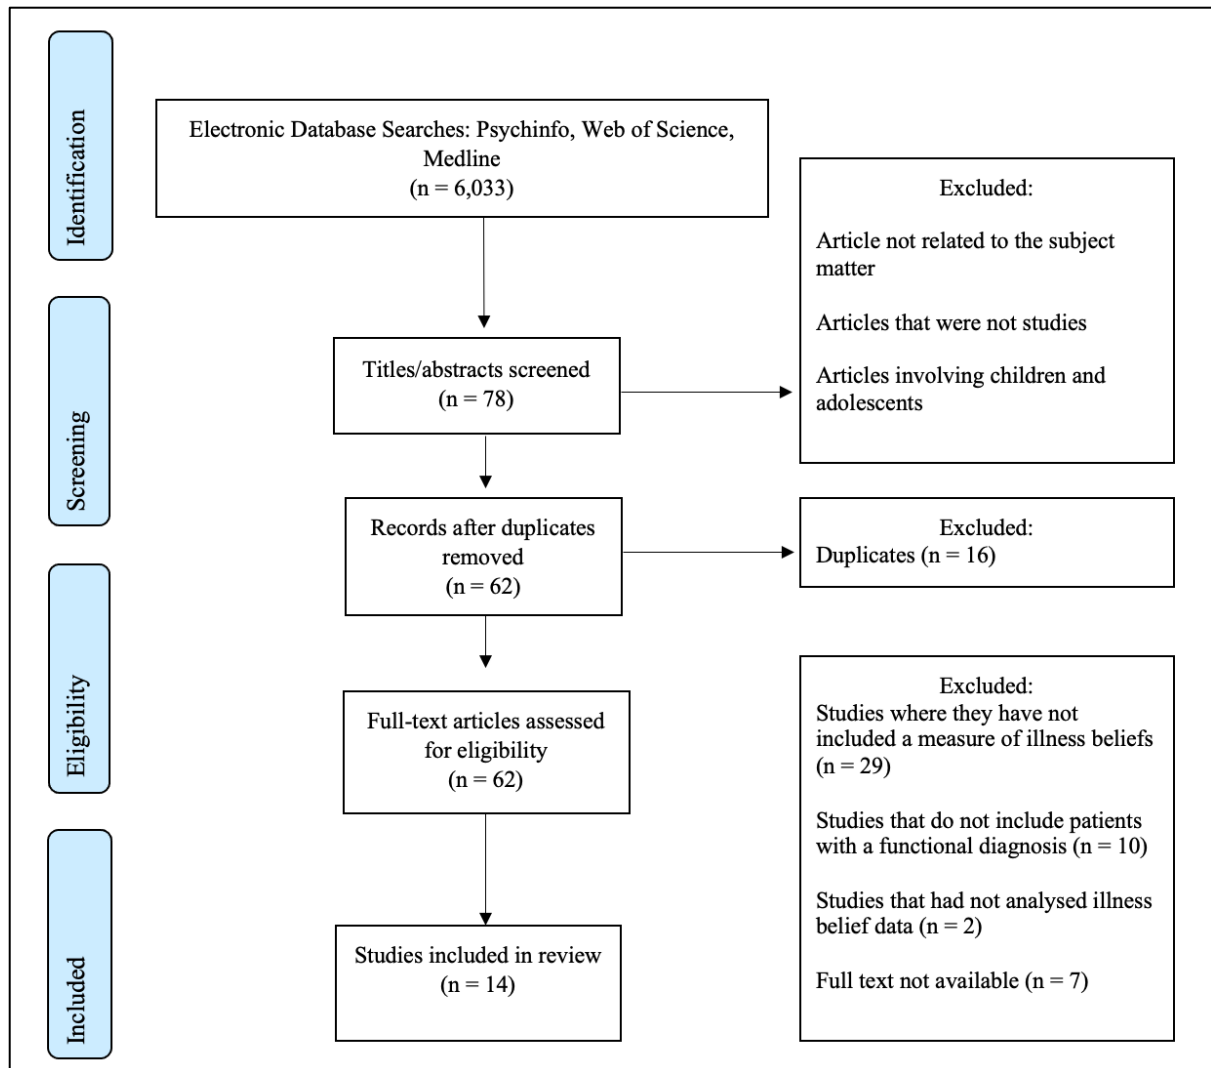 Identification
Electronic Database Searches: Psychinfo, Web of Science,
Medline
(n = 6,033)
Excluded:
Article not related to the subject
matter
Articles that were not studies
Articles involving children and
adolescents
Screening
Titles/abstracts screened
(n = 78)
Records after duplicates
removed
(n = 62)
Excluded:
Duplicates (n = 16)
Eligibility
Full-text articles assessed
for eligibility
(n = 62)
Excluded:
Studies where they have not
included a measure of illness beliefs
(n = 29)
Studies that do not include patients
with a functional diagnosis (n = 10)
Studies that had not analysed illness
belief data (n = 2)
Full text not available (n = 7)
Included
Studies included in review
(n = 14)